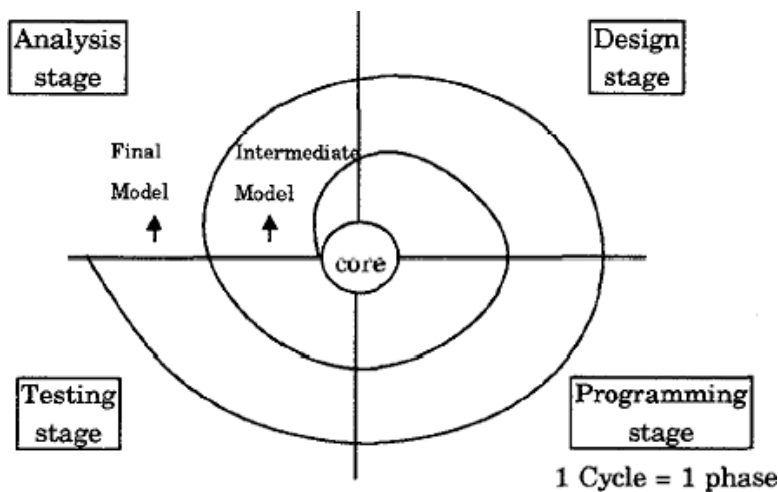 Analysis
stage
Design
stage
Final
Model
Intermediate
Model
core
Testing
stage
Programming
stage
1 Cycle = 1 phase